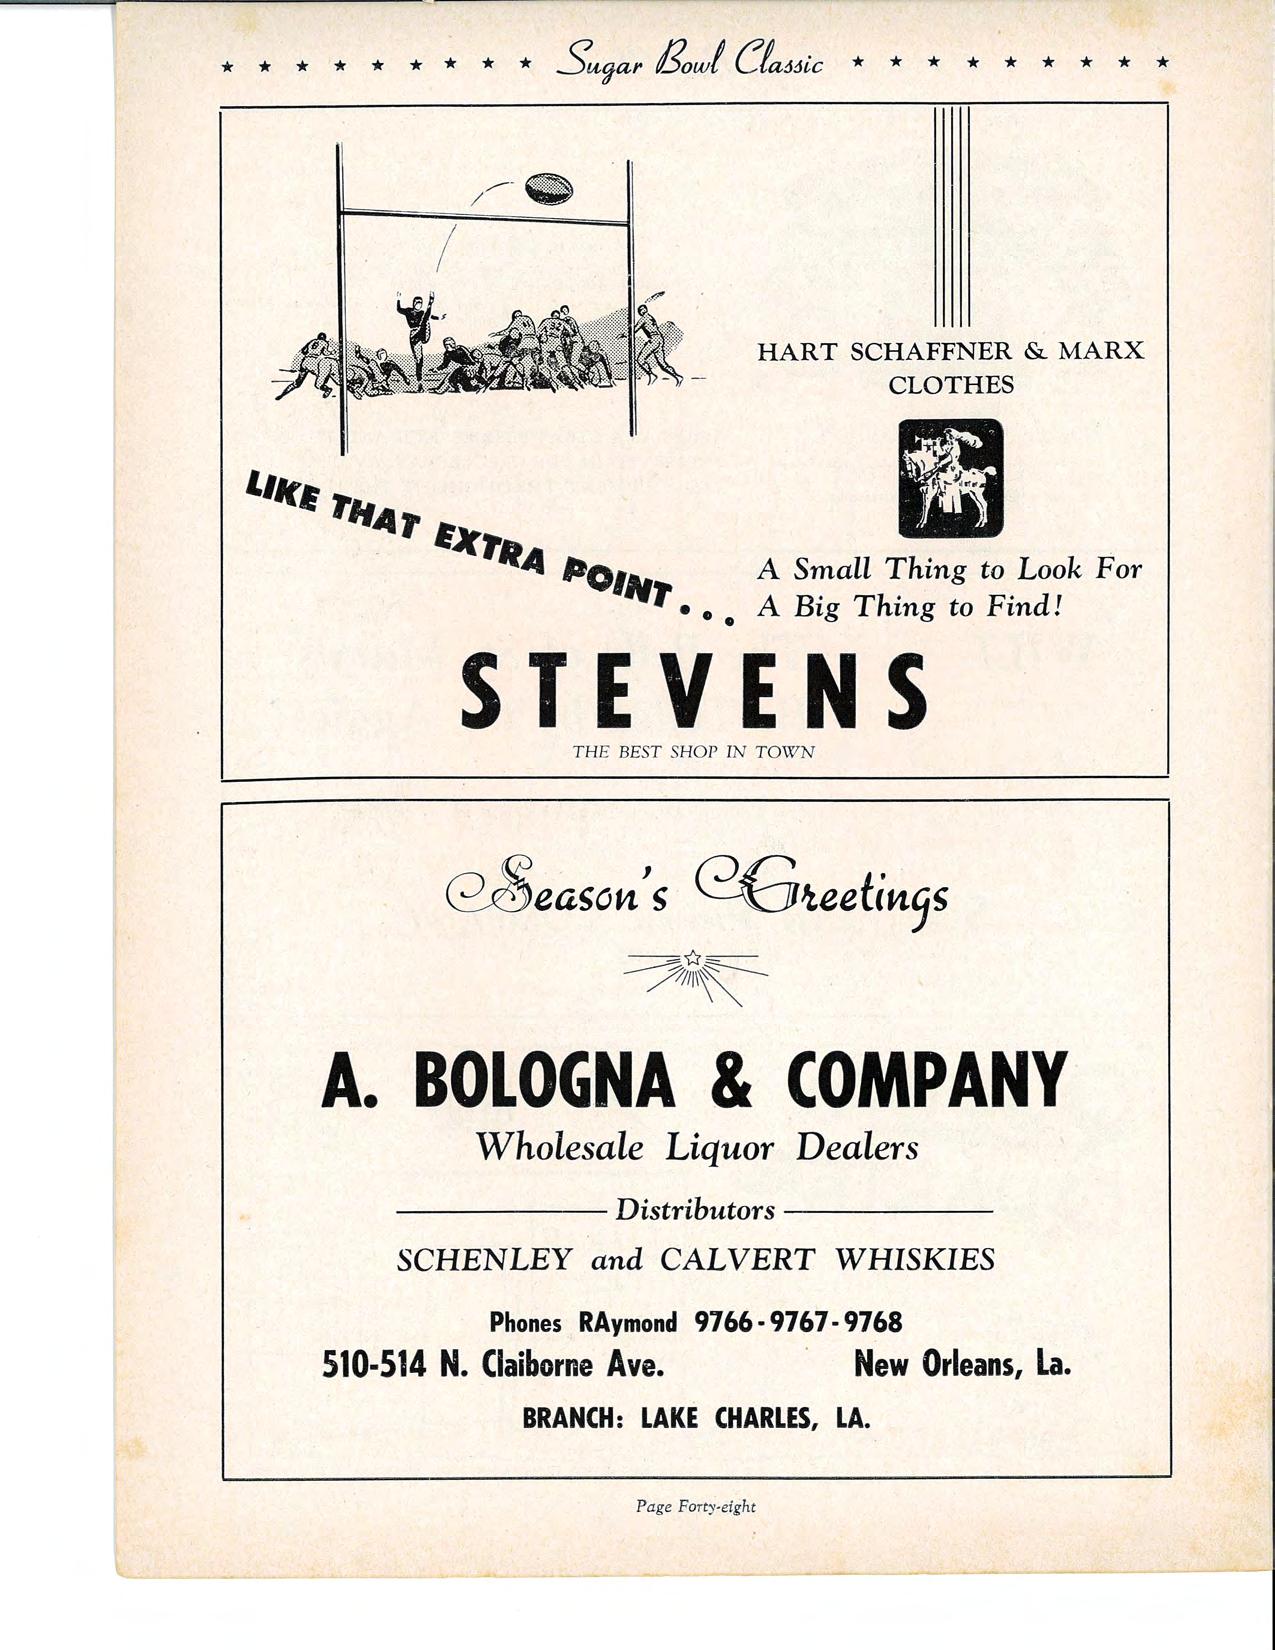 Sugar Bowl Classic
HART SCHAFFNER & MARX
CLOTHES
LIKE THAT EXTRA POINT...
A Small Thing to Look For
A Big Thing to Find!
STEVENS
THE BEST SHOP IN TOWN
Season's Greetings
A. BOLOGNA & COMPANY
Wholesale Liquor Dealers
Distributors
SCHENLEY and CALVERT WHISKIES
Phones RAymond 9766-9767-9768
510-514 N. Claiborne Ave. New Orleans, La.
BRANCH: LAKE CHARLES, LA.
Page Forty-eight